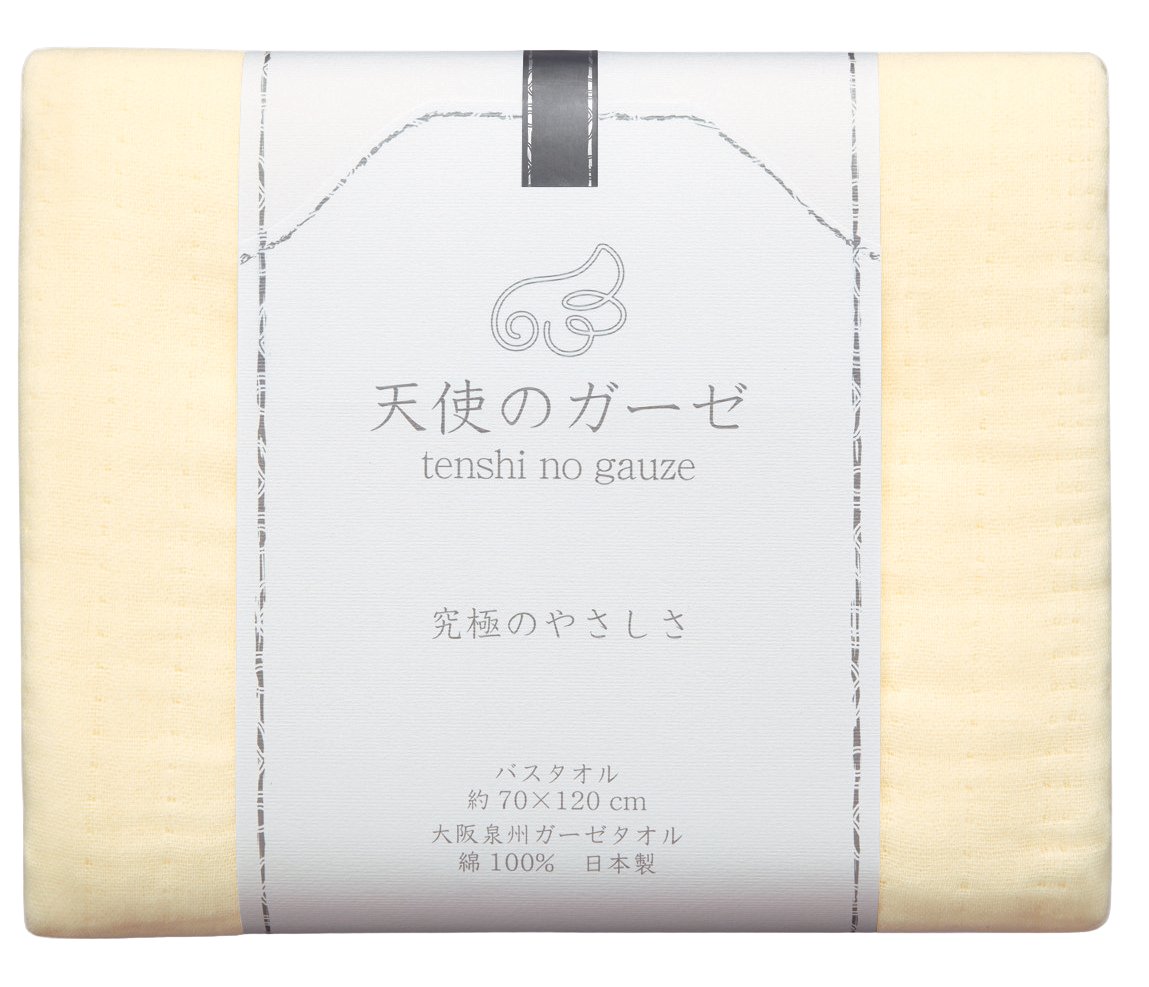 天使のガーゼ
tenshi no gauze
究極のやさしさ
バスタオル
約 70×120 cm
大阪泉州ガーゼタオル
綿 100%　日本製